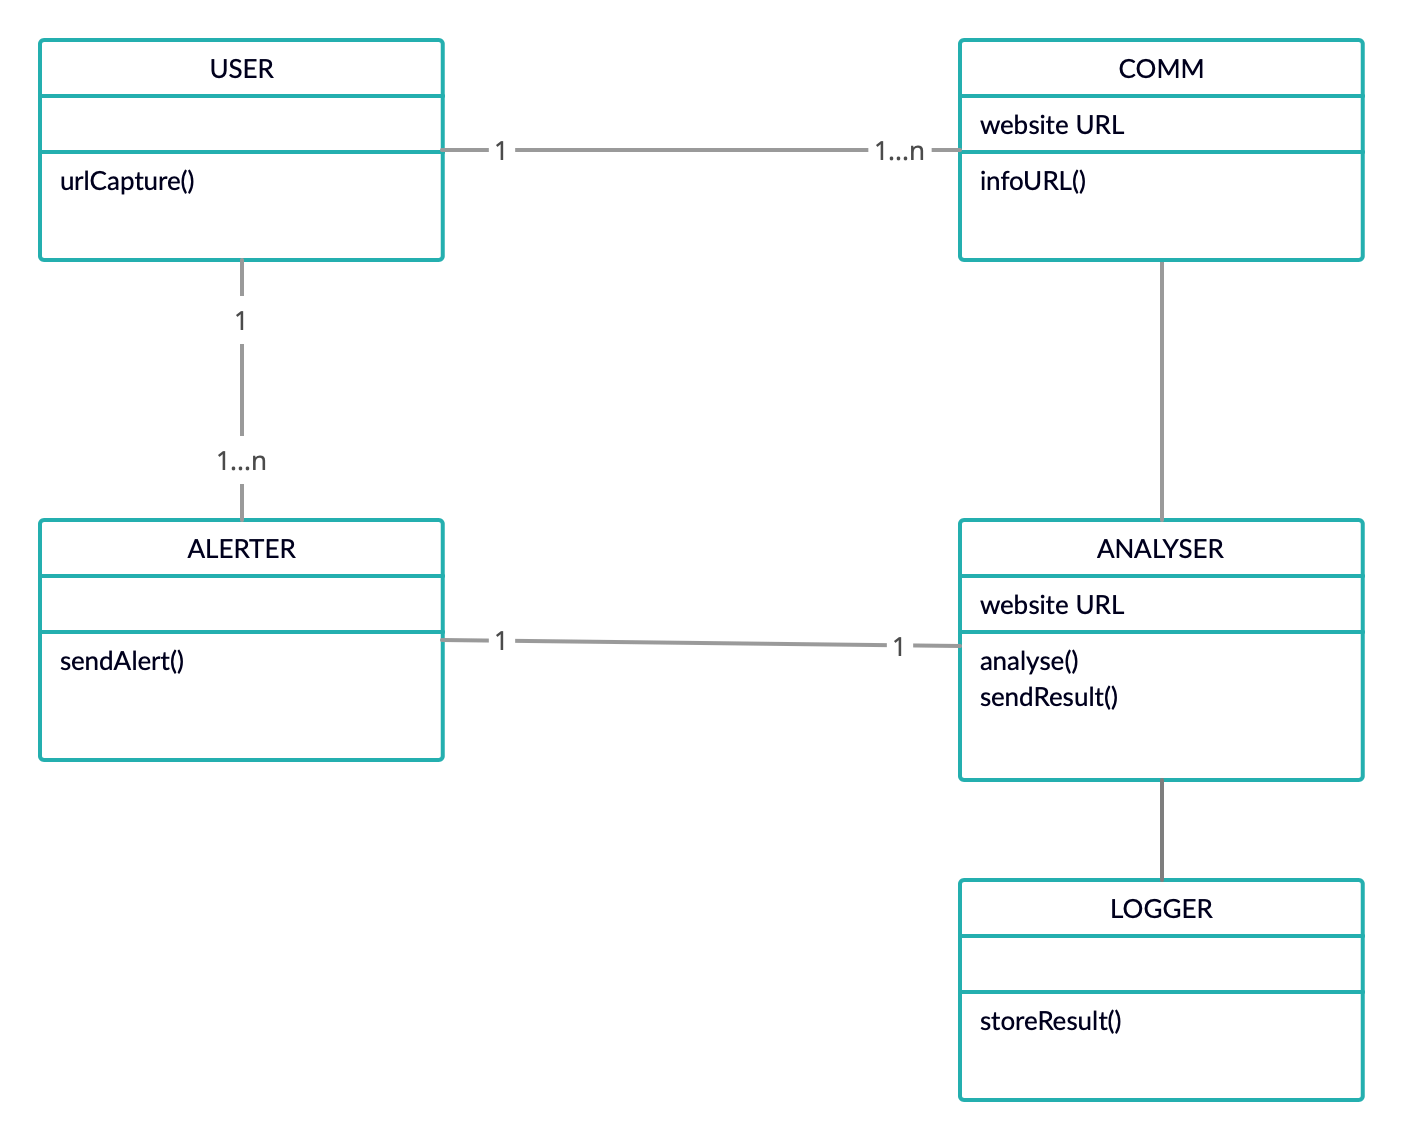 USER
urlCapture()
1
1...n
COMM
website URL
infoURL()
1
1...n
ALERTER
sendAlert()
1
1
ANALYSER
website URL
analyse()
sendResult()
LOGGER
storeResult()